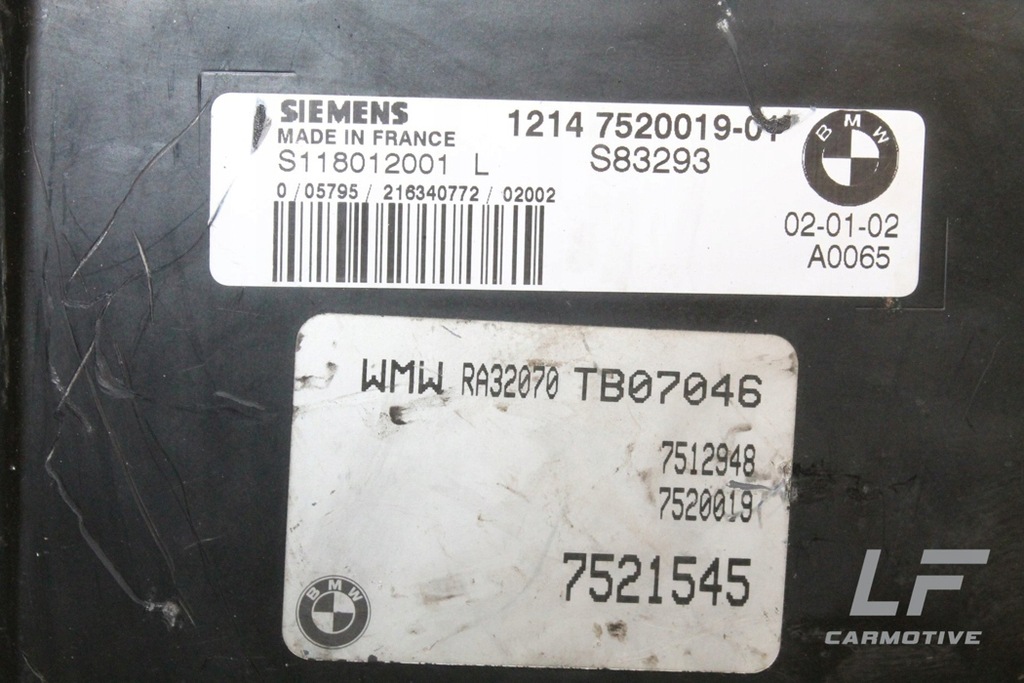 SIEMENS
MADE IN FRANCE
S118012001 L
0 / 05795 / 216340772 / 02002
1214 7520019-01
S83293
BMW
02-01-02
A0065
WMW RA32070 TB07046
7512948
7520019
7521545
BMW
LF
CARMOTIVE